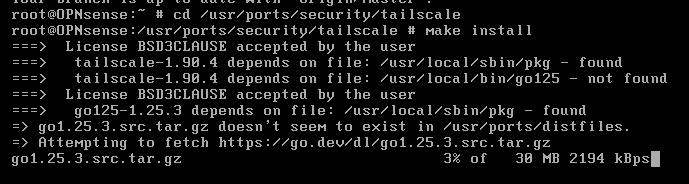 Your branch is up to date with 'origin/master'.
root@OPNsense:~ # cd /usr/ports/security/tailscale
root@OPNsense:/usr/ports/security/tailscale # make install
===>  License BSD3CLAUSE accepted by the user
===>   tailscale-1.90.4 depends on file: /usr/local/sbin/pkg - found
===>   tailscale-1.90.4 depends on file: /usr/local/bin/go125 - not found
===>  License BSD3CLAUSE accepted by the user
===>   go125-1.25.3 depends on file: /usr/local/sbin/pkg - found
=> go1.25.3.src.tar.gz doesn't seem to exist in /usr/ports/distfiles.
=> Attempting to fetch https://go.dev/dl/go1.25.3.src.tar.gz
go1.25.3.src.tar.gz                              3% of   30 MB 2194 kBps